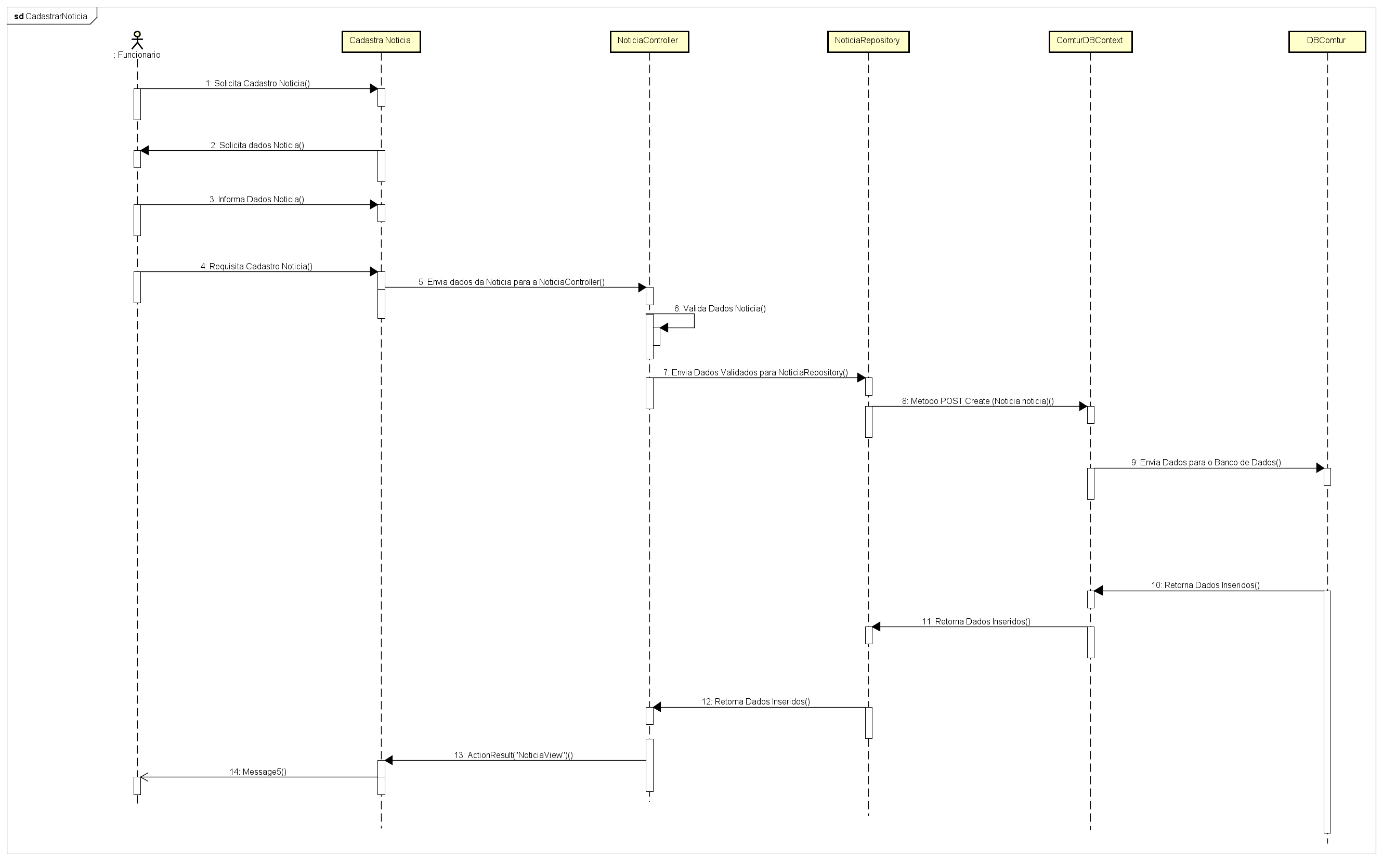 sd CadastrarNoticia
: Funcionario
Cadastra Noticia
NoticiaController
NoticiaRepository
ComturDBContext
DBComtur
1: Solicita Cadastro Noticia()
2: Solicita dados Noticia()
3: Informa Dados Noticia()
4: Requisita Cadastro Noticia()
5: Envia dados da Noticia para a NoticiaController()
6: Valida Dados Noticia()
7: Envia Dados Validados para NoticiaRepository()
8: Metodo POST Create (Noticia noticia)()
9: Envia Dados para o Banco de Dados()
10: Retorna Dados Inseridos()
11: Retorna Dados Inseridos()
12: Retorna Dados Inseridos()
13: ActionResult("NoticiaView")()
14: Message5()